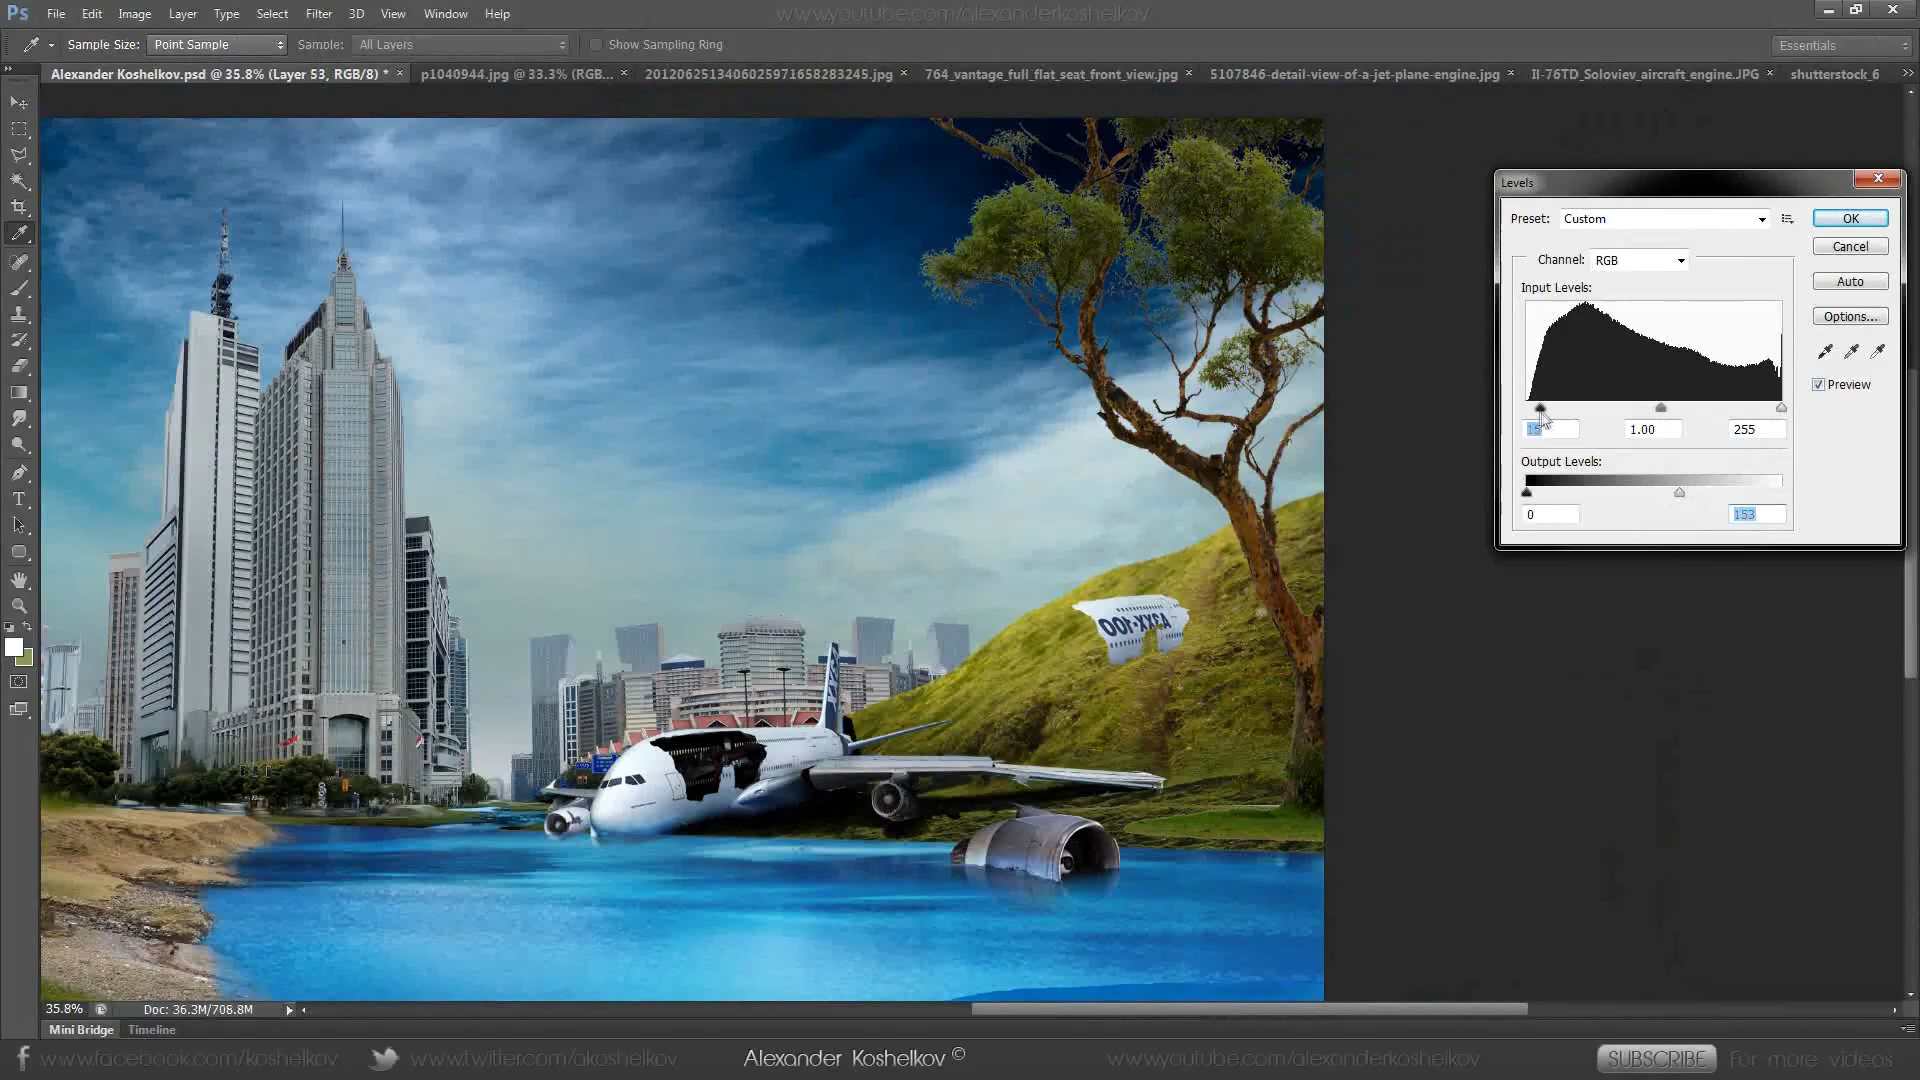 Ps File Edit Image Layer Type Select Filter 3D View Window Help
www.youtube.com/alexanderkoshelkov
Sample Size: Point Sample Sample: All Layers Show Sampling Ring Essentials
Alexander Koshelkov.psd @ 35.8% (Layer 53, RGB/8) * × p1040944.jpg @ 33.3% (RGB... × 2012062513406025971658283245.jpg × 764_vantage_full_flat_seat_front_view.jpg × 5107846-detail-view-of-a-jet-plane-engine.jpg × Il-76TD_Soloviev_aircraft_engine.JPG × shutterstock_6
Levels
Preset: Custom
OK
Cancel
Channel: RGB
Auto
Input Levels:
Options...
Preview
15 1.00 255
Output Levels:
0 153
35.8% Doc: 36.3M/708.8M
Mini Bridge Timeline
www.facebook.com/koshelkov www.twitter.com/akoshelkov Alexander Koshelkov © www.youtube.com/alexanderkoshelkov SUBSCRIBE For more videos